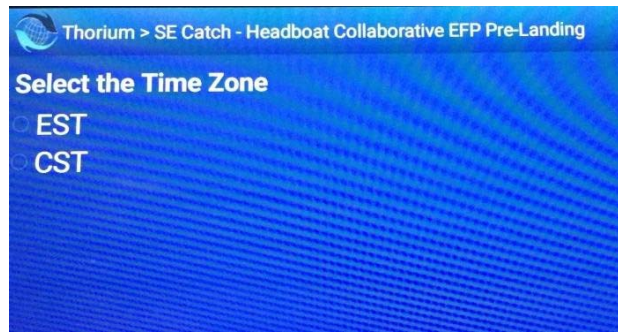 Thorium > SE Catch - Headboat Collaborative EFP Pre-Landing
Select the Time Zone
EST
CST